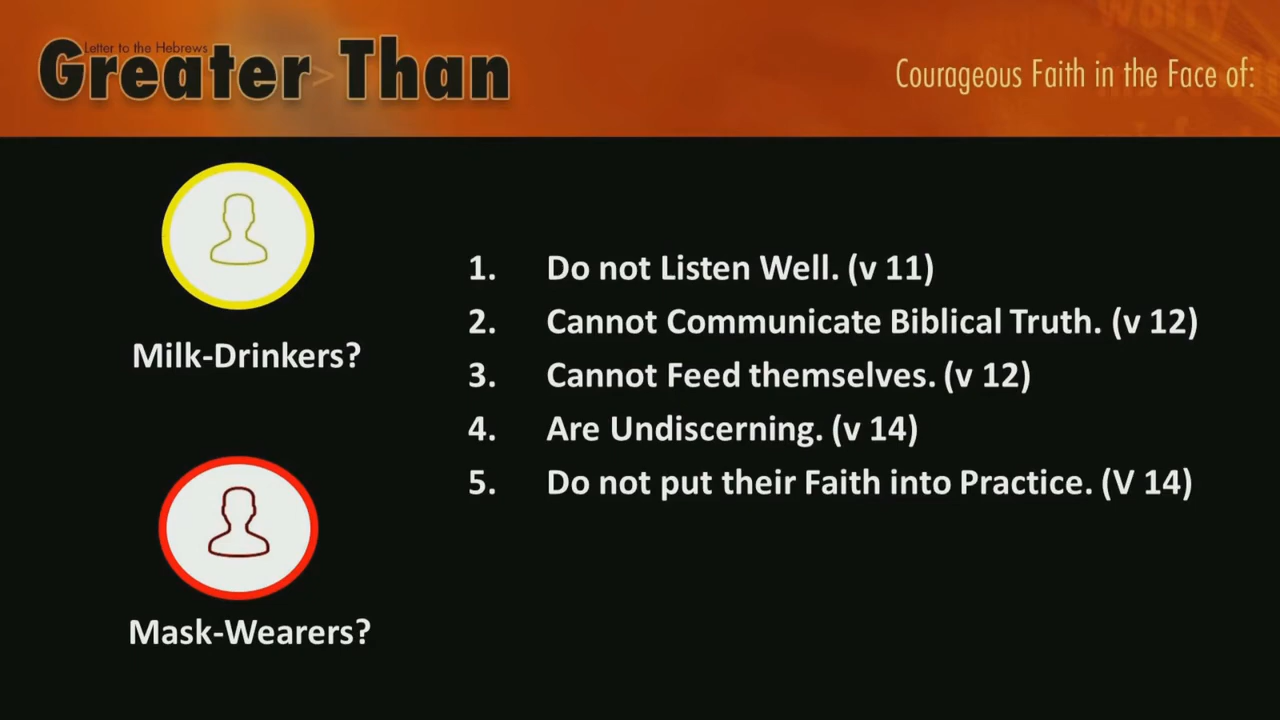 Letter to the Hebrews
Greater > Than
Courageous Faith in the Face of:
worry
Milk-Drinkers?
1. Do not Listen Well. (v 11)
2. Cannot Communicate Biblical Truth. (v 12)
3. Cannot Feed themselves. (v 12)
4. Are Undiscerning. (v 14)
5. Do not put their Faith into Practice. (V 14)
Mask-Wearers?